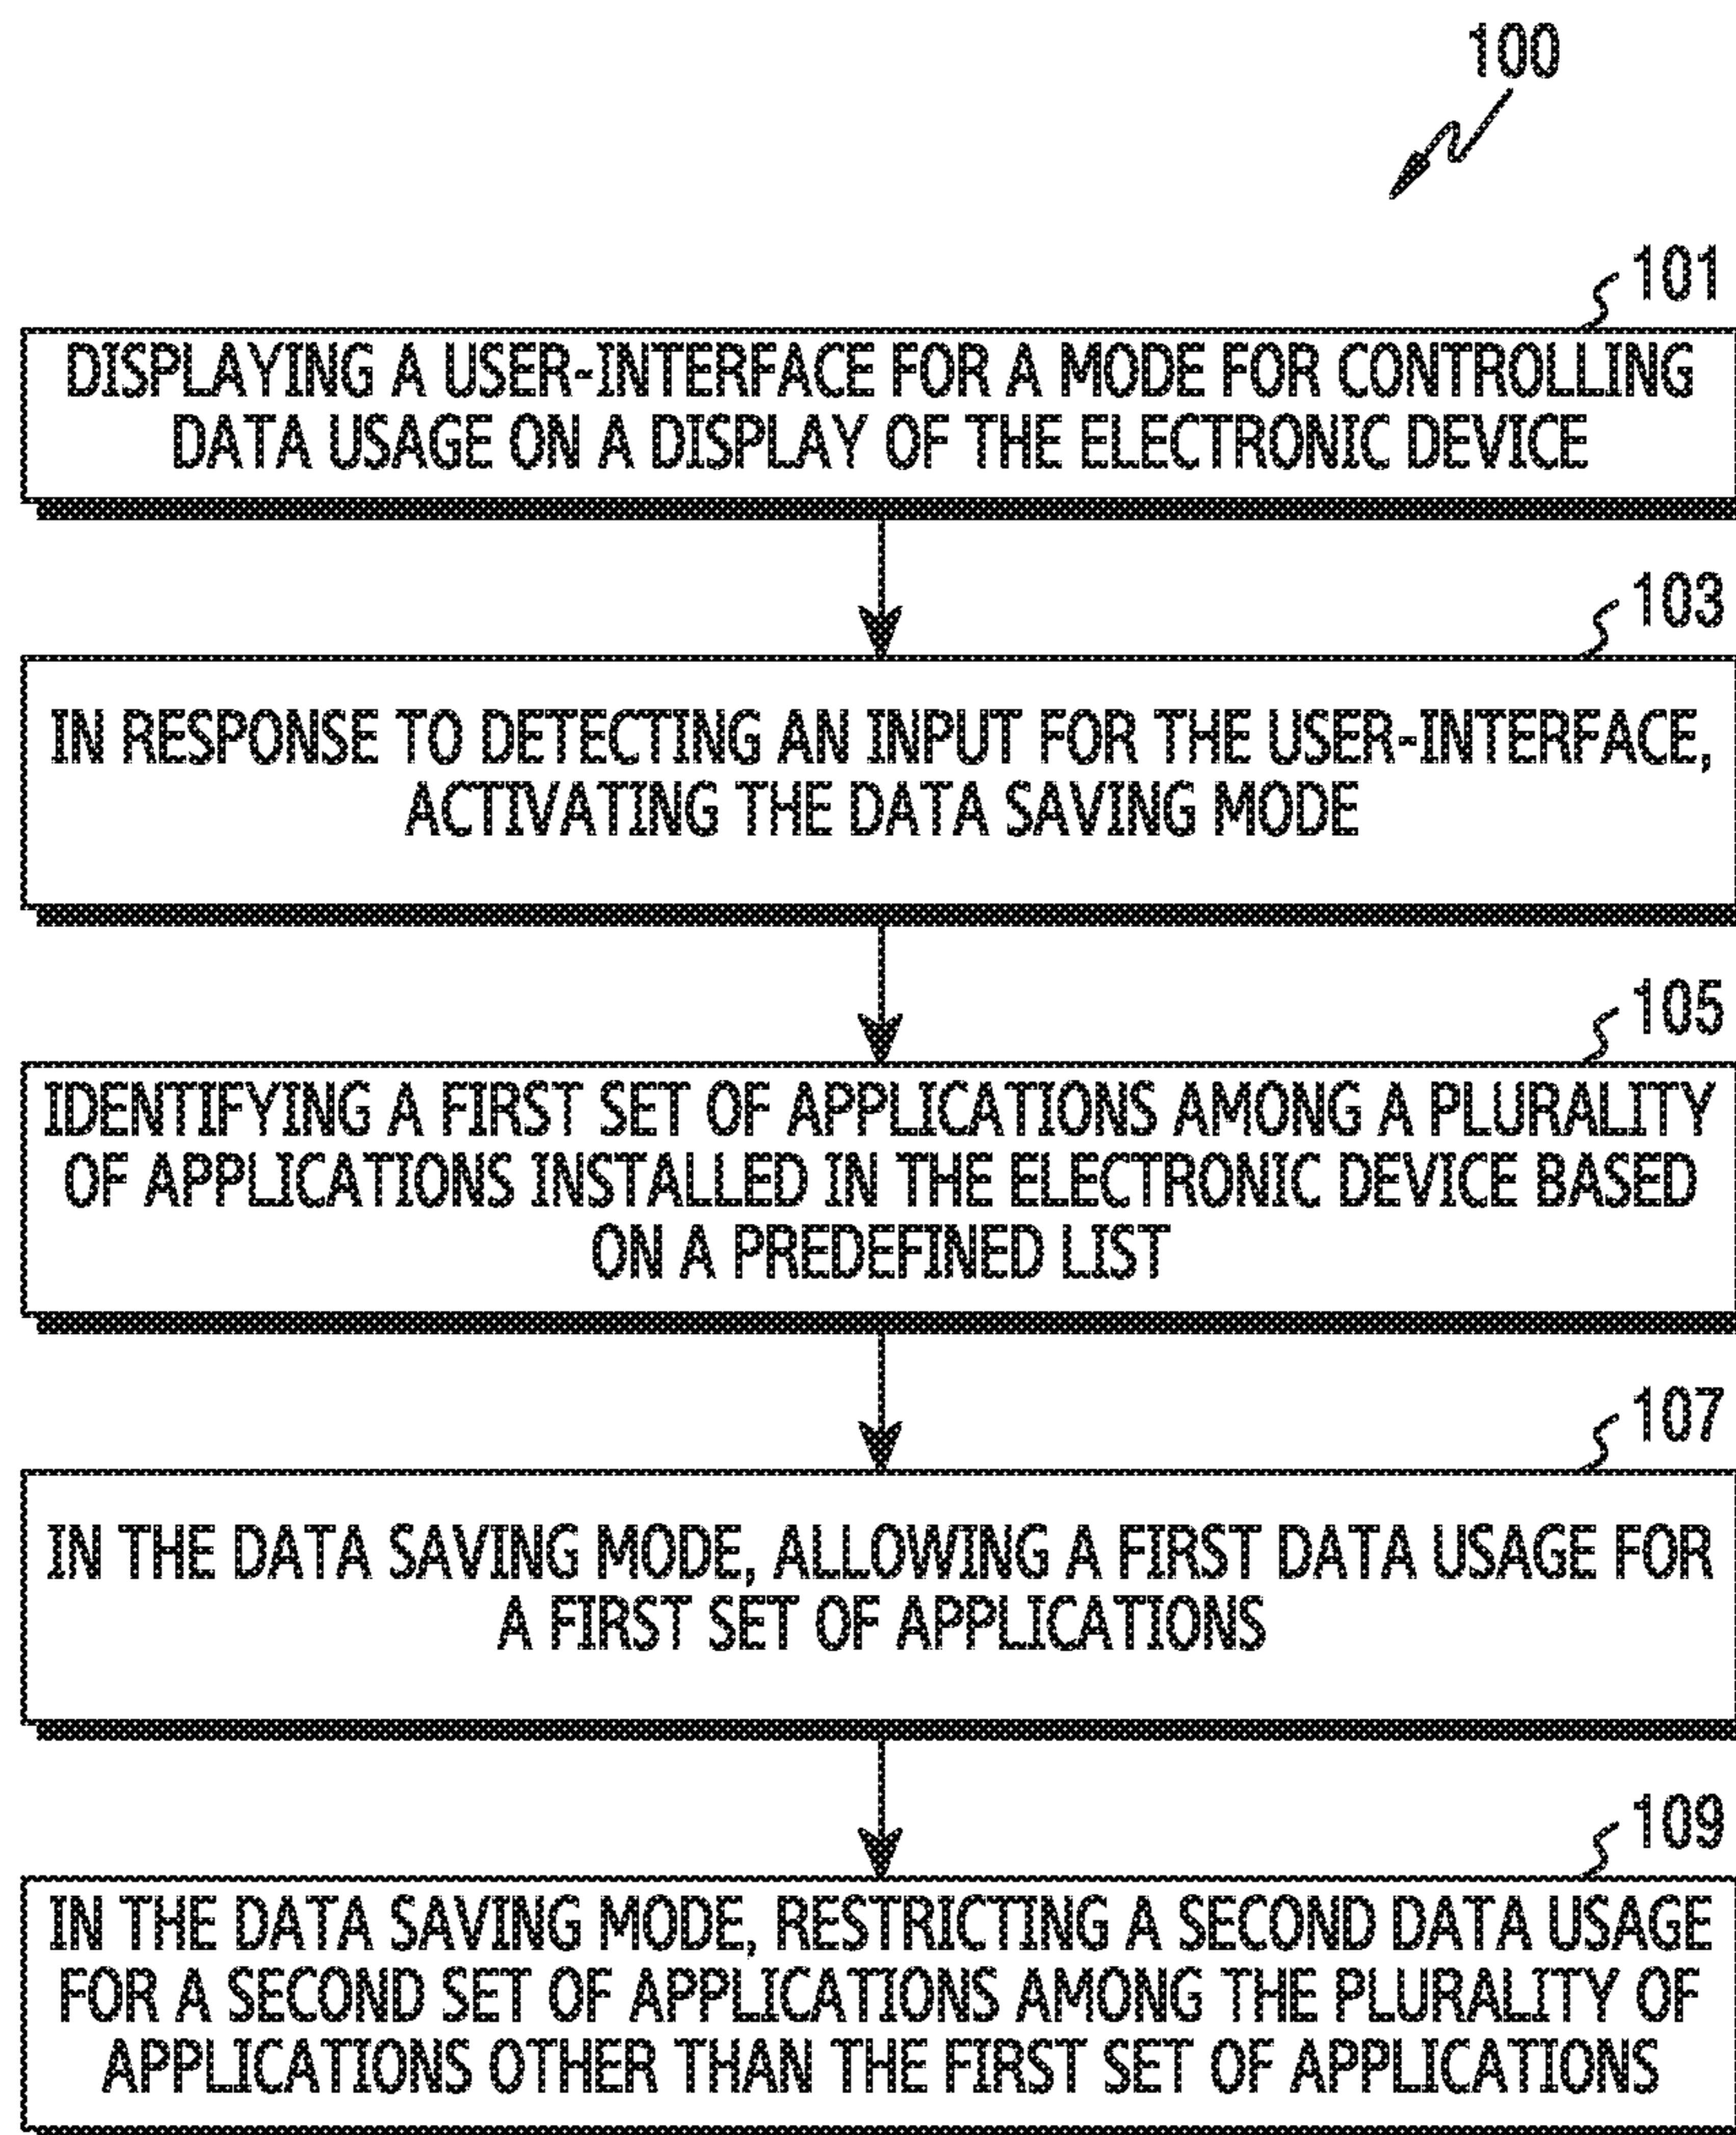 100
101
DISPLAYING A USER-INTERFACE FOR A MODE FOR CONTROLLING
DATA USAGE ON A DISPLAY OF THE ELECTRONIC DEVICE
103
IN RESPONSE TO DETECTING AN INPUT FOR THE USER-INTERFACE,
ACTIVATING THE DATA SAVING MODE
105
IDENTIFYING A FIRST SET OF APPLICATIONS AMONG A PLURALITY
OF APPLICATIONS INSTALLED IN THE ELECTRONIC DEVICE BASED
ON A PREDEFINED LIST
107
IN THE DATA SAVING MODE, ALLOWING A FIRST DATA USAGE FOR
A FIRST SET OF APPLICATIONS
109
IN THE DATA SAVING MODE, RESTRICTING A SECOND DATA USAGE
FOR A SECOND SET OF APPLICATIONS AMONG THE PLURALITY OF
APPLICATIONS OTHER THAN THE FIRST SET OF APPLICATIONS